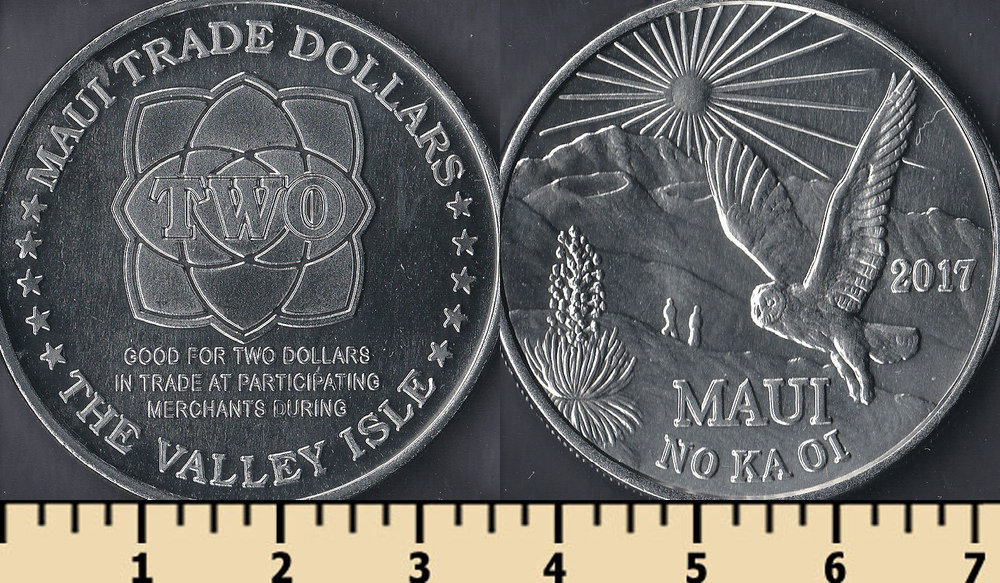 MAUI TRADE DOLLARS
TWO
GOOD FOR TWO DOLLARS
IN TRADE AT PARTICIPATING
MERCHANTS DURING
THE VALLEY ISLE
2017
MAUI
NO KA OI
1 2 3 4 5 6 7